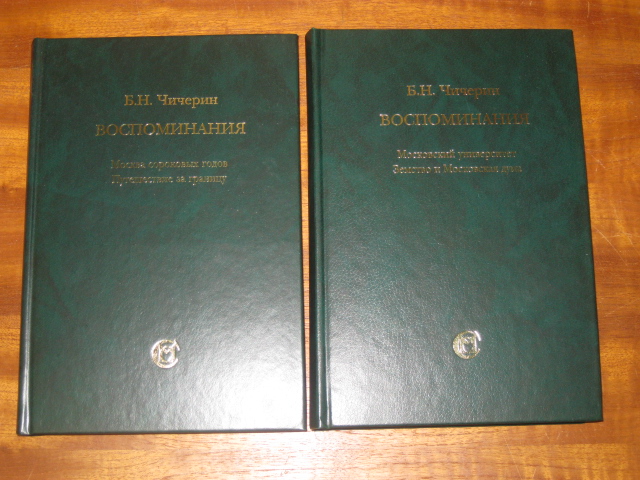 Б.Н. Чичерин
ВОСПОМИНАНИЯ
Москва сороковых годов
Путешествие за границу
Б.Н. Чичерин
ВОСПОМИНАНИЯ
Московский университет
Земство и Московская дума